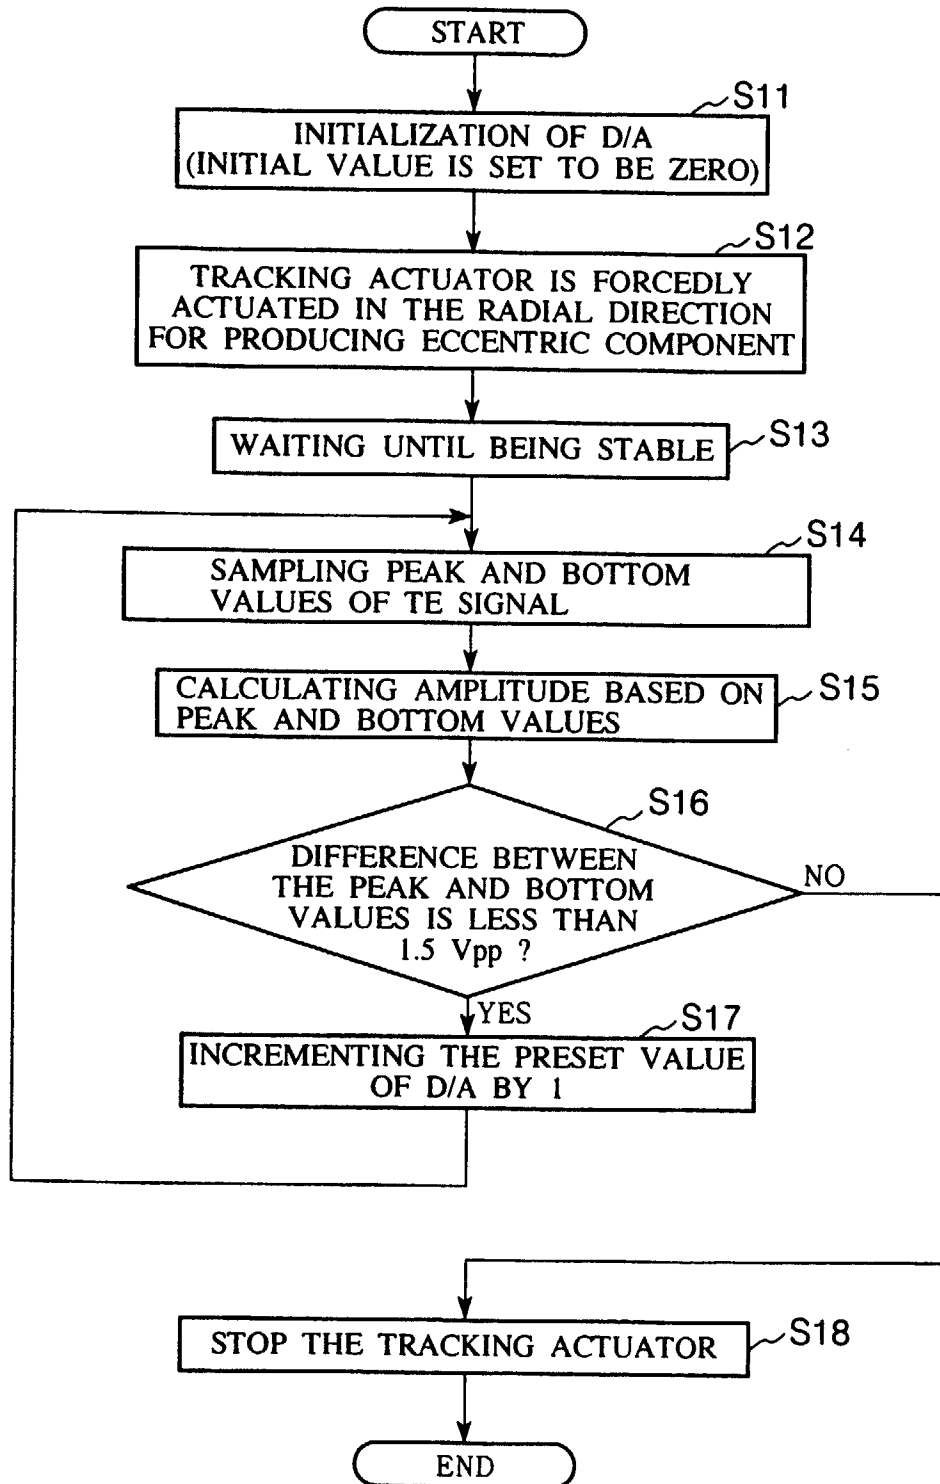 START
S11
INITIALIZATION OF D/A
(INITIAL VALUE IS SET TO BE ZERO)
S12
TRACKING ACTUATOR IS FORCEDLY
ACTUATED IN THE RADIAL DIRECTION
FOR PRODUCING ECCENTRIC COMPONENT
S13
WAITING UNTIL BEING STABLE
S14
SAMPLING PEAK AND BOTTOM
VALUES OF TE SIGNAL
S15
CALCULATING AMPLITUDE BASED ON
PEAK AND BOTTOM VALUES
S16
DIFFERENCE BETWEEN
THE PEAK AND BOTTOM
VALUES IS LESS THAN
1.5 Vpp ?
NO
YES
S17
INCREMENTING THE PRESET VALUE
OF D/A BY 1
S18
STOP THE TRACKING ACTUATOR
END